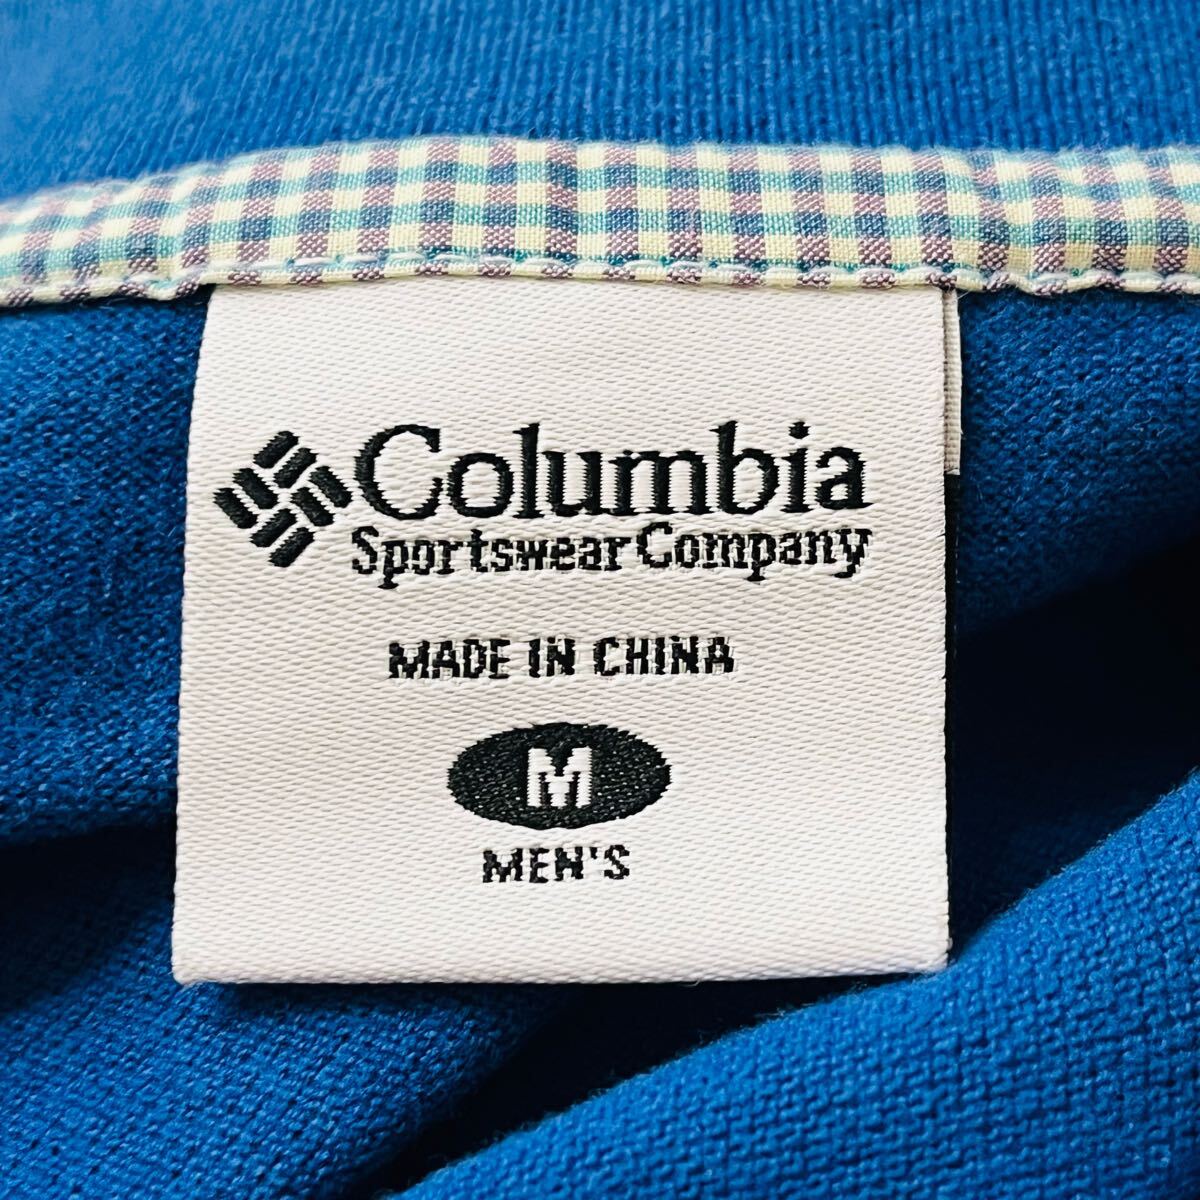 Columbia
Sportswear Company
MADE IN CHINA
M
MEN'S